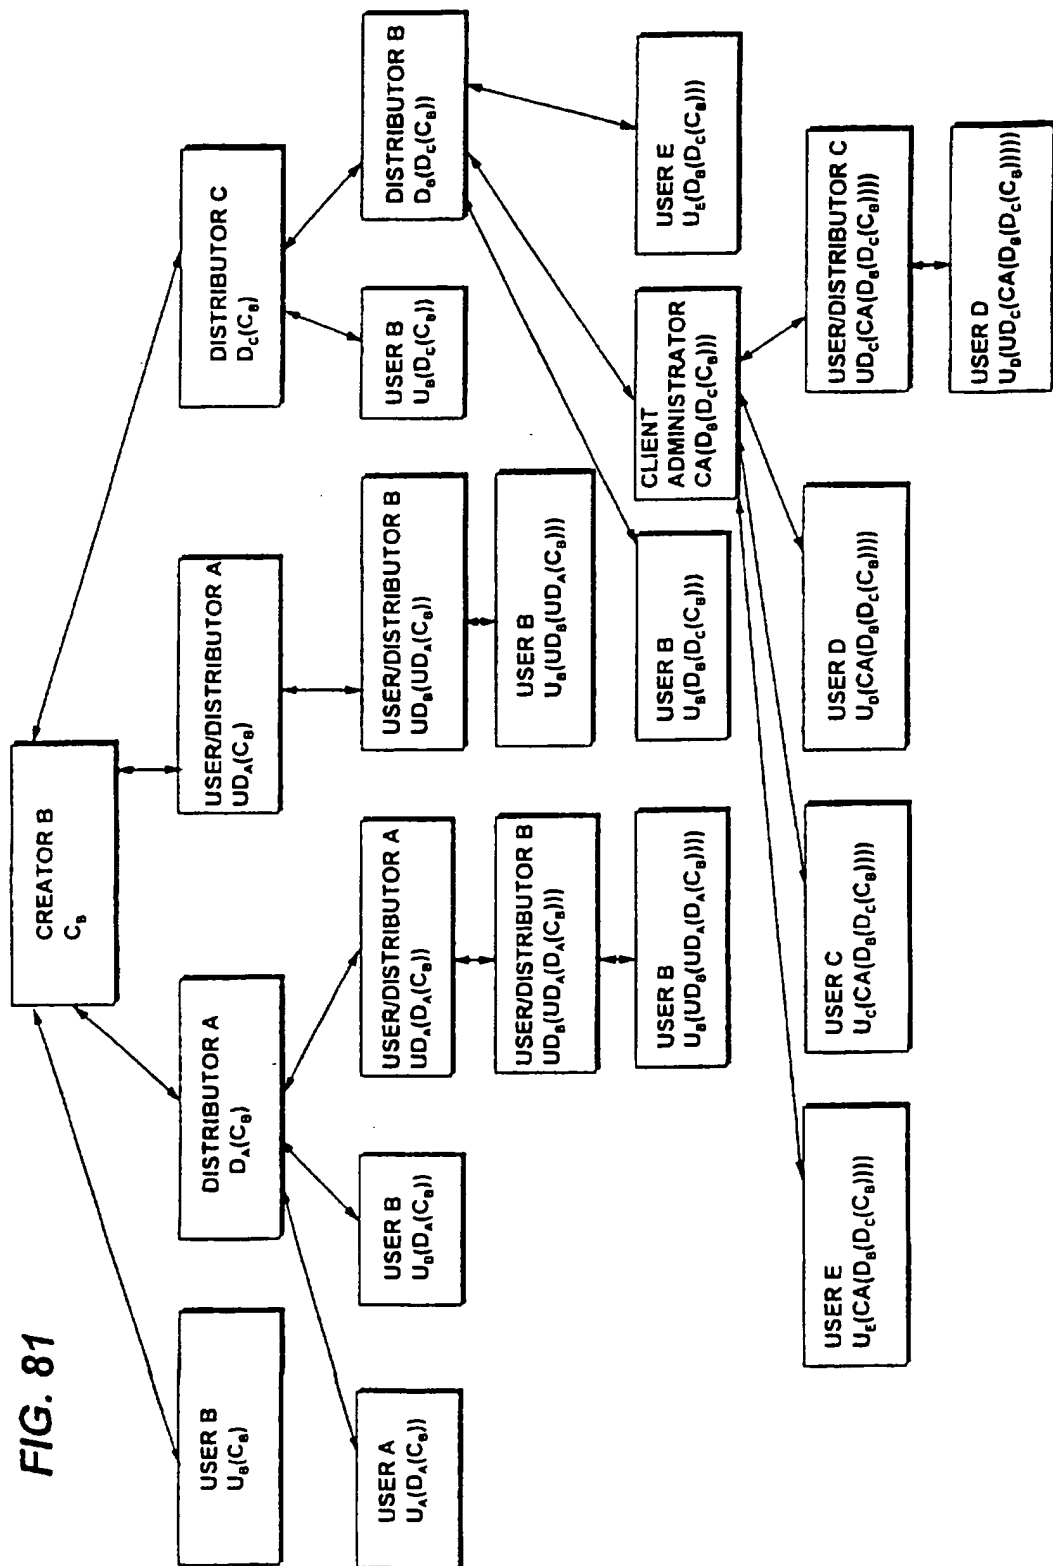 FIG. 81
CREATOR B
C_B
USER B
U_B(C_B)
DISTRIBUTOR A
D_A(C_B)
USER/DISTRIBUTOR A
UD_A(C_B)
DISTRIBUTOR C
D_C(C_B)
USER A
U_A(D_A(C_B))
USER B
U_D(D_A(C_B))
USER/DISTRIBUTOR A
UD_A(D_A(C_B))
USER/DISTRIBUTOR B
UD_B(UD_A(C_B))
USER B
U_B(D_C(C_B))
DISTRIBUTOR B
D_B(D_C(C_B))
USER/DISTRIBUTOR B
UD_B(UD_A(D_A(C_B)))
USER B
U_B(UD_B(UD_A(C_B)))
USER B
U_B(UD_B(UD_A(D_A(C_B))))
USER B
U_B(D_B(D_C(C_B)))
CLIENT
ADMINISTRATOR
CA(D_B(D_C(C_B)))
USER E
U_E(D_B(D_C(C_B)))
USER E
U_E(CA(D_B(D_C(C_B))))
USER C
U_C(CA(D_B(D_C(C_B))))
USER D
U_D(CA(D_B(D_C(C_B))))
USER/DISTRIBUTOR C
UD_C(CA(D_B(D_C(C_B))))
USER D
U_D(UD_C(CA(D_B(D_C(C_B)))))